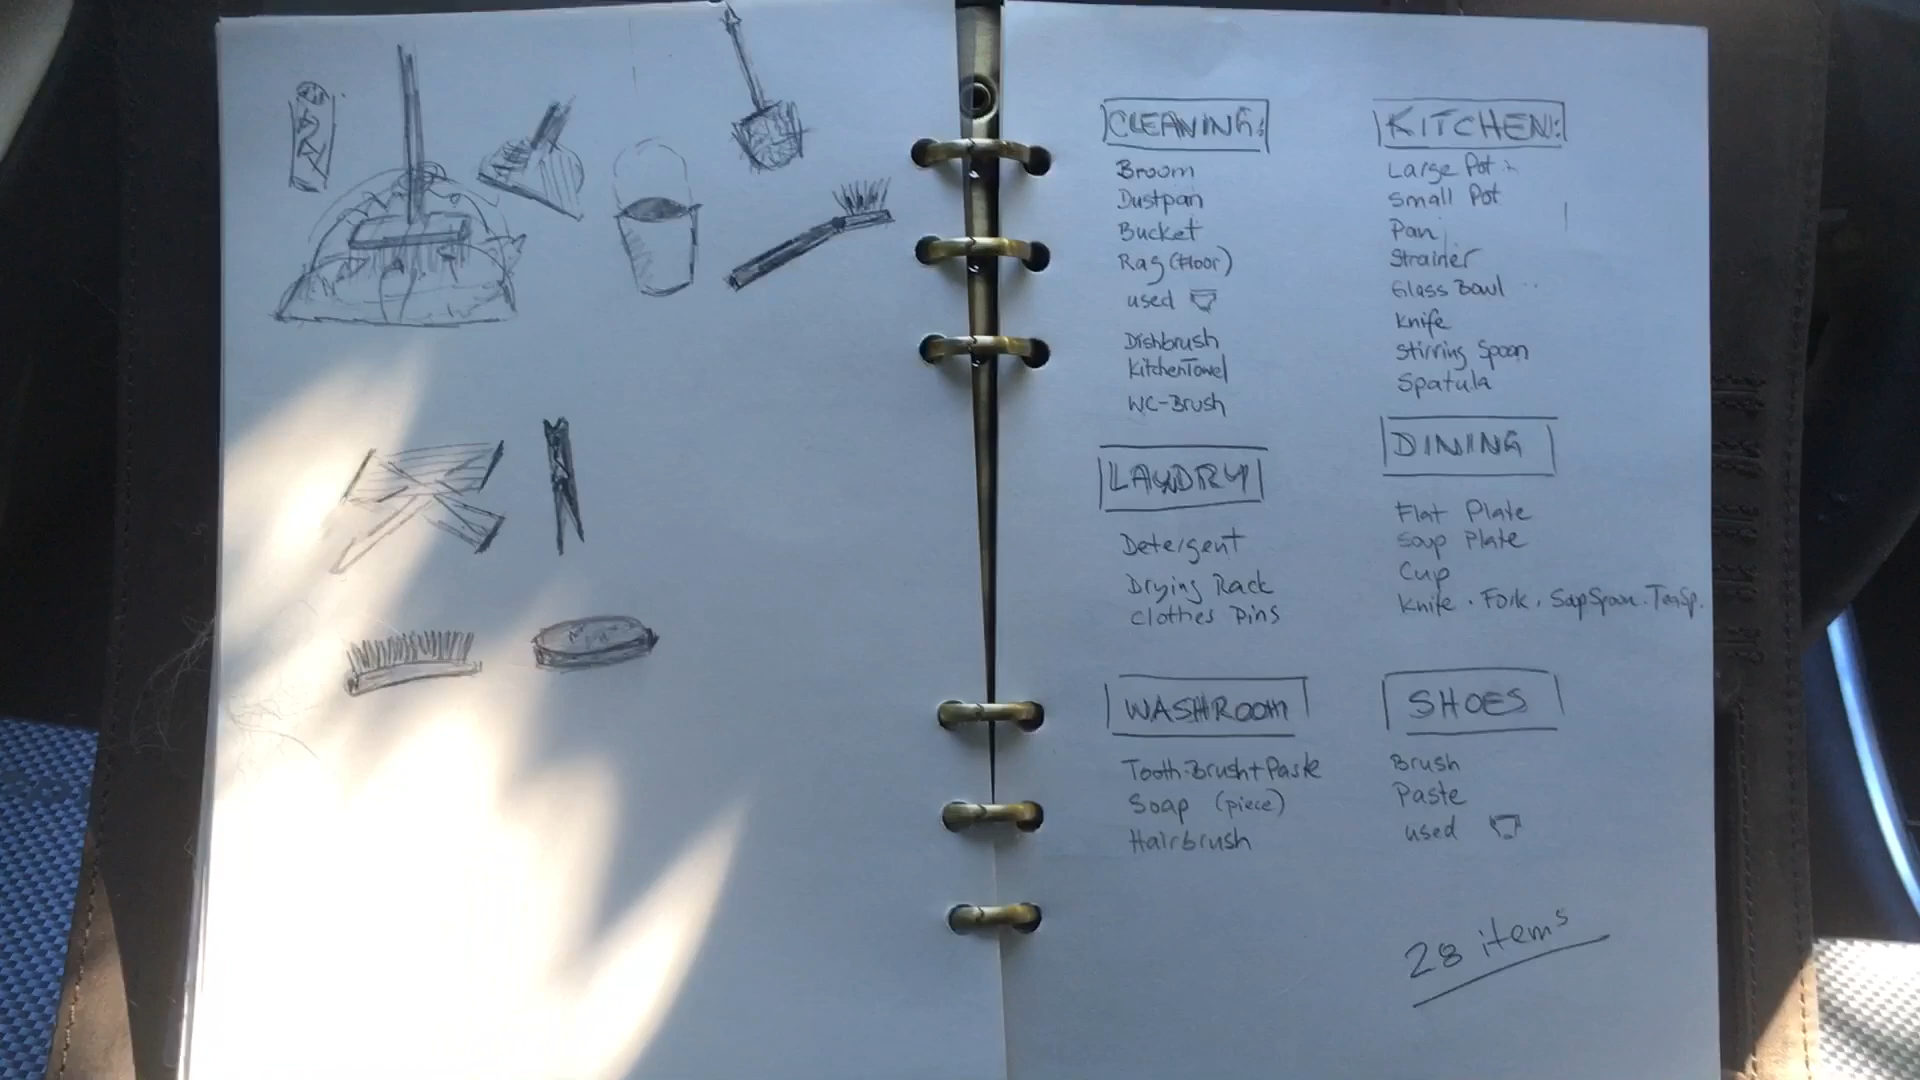 CLEANING:
Broom
Dustpan
Bucket
Rag (Floor)
used
Dishbrush
KitchenTowel
WC-Brush
LAUNDRY
Detergent
Drying Rack
Clothes Pins
WASHROOM
Tooth-Brush+Paste
Soap (piece)
Hairbrush
KITCHEN:
Large Pot
Small Pot
Pan
Strainer
Glass Bowl
Knife
Stirring Spoon
Spatula
DINING
Flat Plate
Soup Plate
Cup
Knife . Fork . SoupSpoon . TeaSp.
SHOES
Brush
Paste
used
28 items